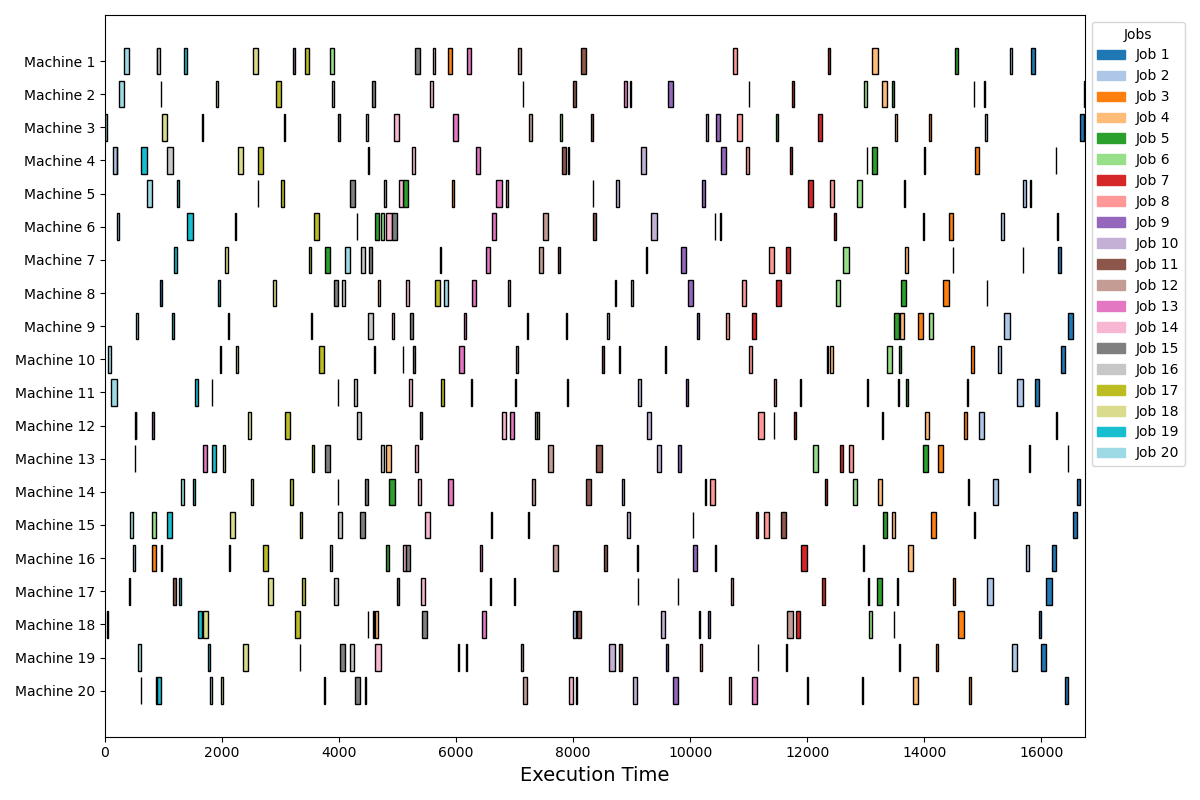 Machine 1
Machine 2
Machine 3
Machine 4
Machine 5
Machine 6
Machine 7
Machine 8
Machine 9
Machine 10
Machine 11
Machine 12
Machine 13
Machine 14
Machine 15
Machine 16
Machine 17
Machine 18
Machine 19
Machine 20
0 2000 4000 6000 8000 10000 12000 14000 16000
Execution Time
Jobs
Job 1
Job 2
Job 3
Job 4
Job 5
Job 6
Job 7
Job 8
Job 9
Job 10
Job 11
Job 12
Job 13
Job 14
Job 15
Job 16
Job 17
Job 18
Job 19
Job 20